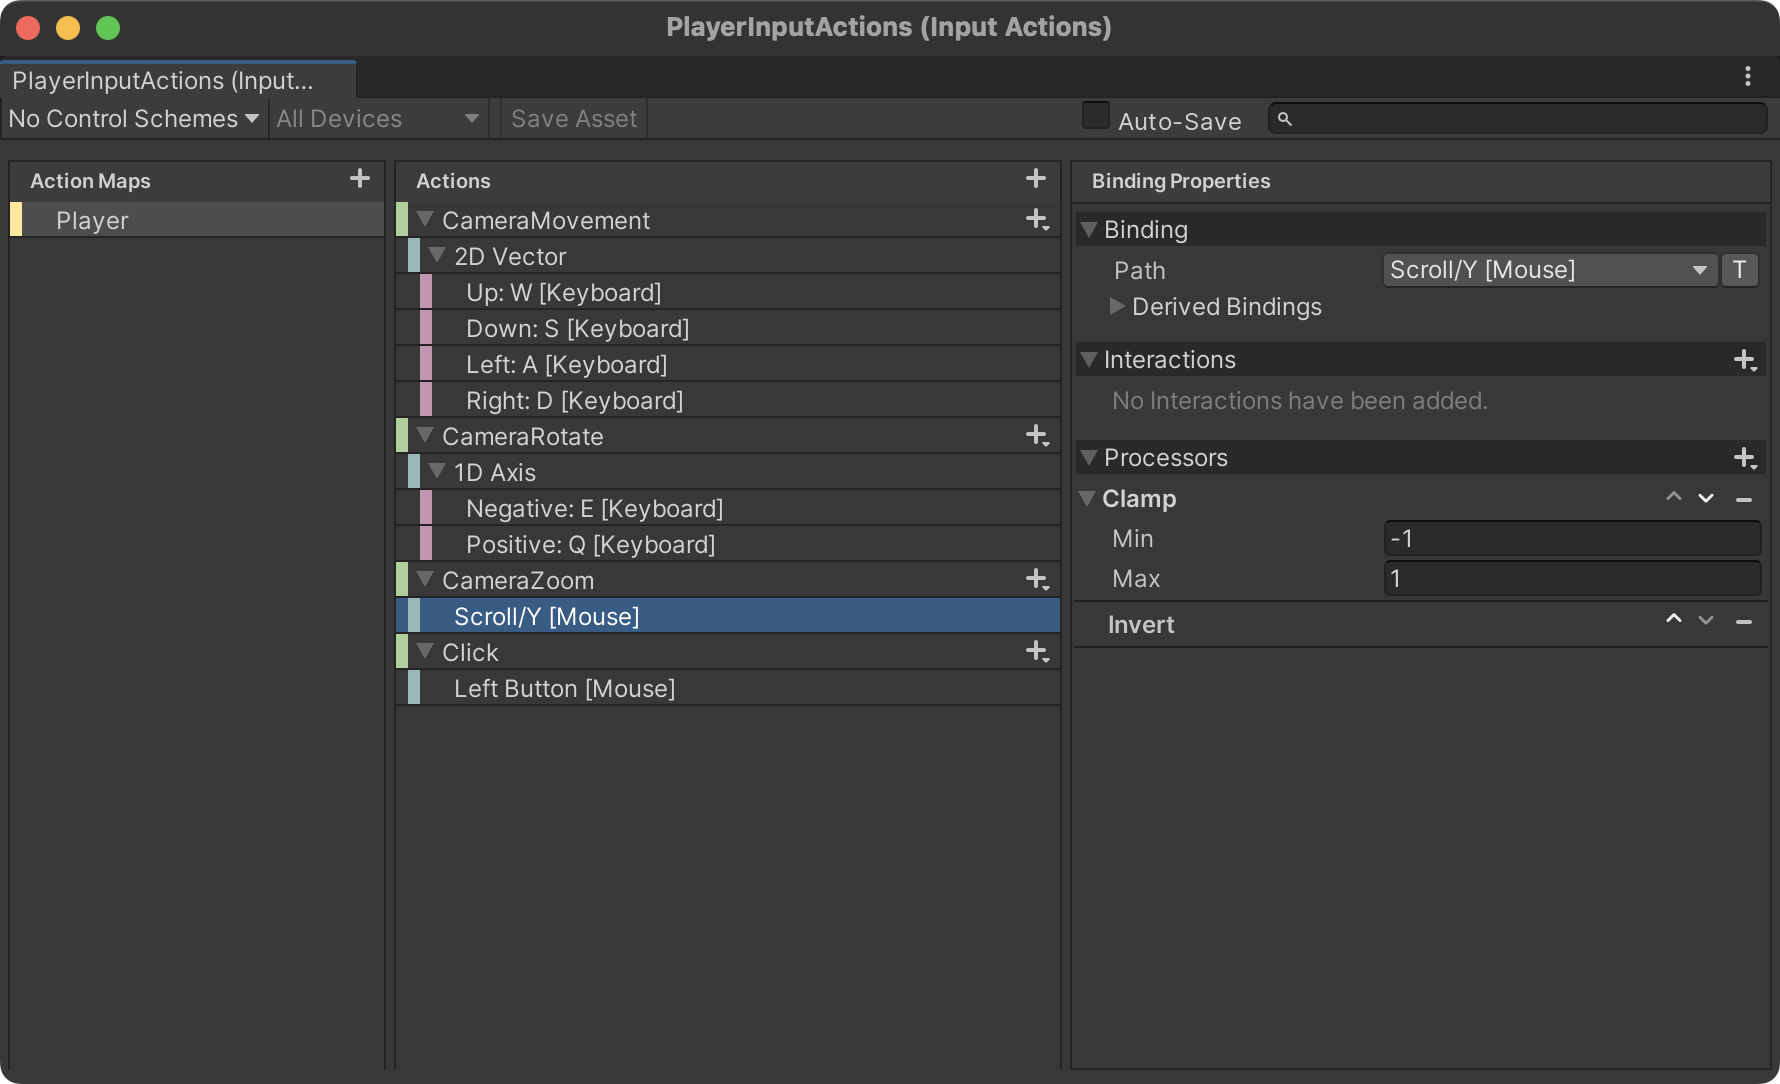 PlayerInputActions (Input Actions)
PlayerInputActions (Input...
No Control Schemes All Devices Save Asset Auto-Save
Action Maps
Player
Actions
CameraMovement
2D Vector
Up: W [Keyboard]
Down: S [Keyboard]
Left: A [Keyboard]
Right: D [Keyboard]
CameraRotate
1D Axis
Negative: E [Keyboard]
Positive: Q [Keyboard]
CameraZoom
Scroll/Y [Mouse]
Click
Left Button [Mouse]
Binding Properties
Binding
Path Scroll/Y [Mouse] T
Derived Bindings
Interactions
No Interactions have been added.
Processors
Clamp
Min -1
Max 1
Invert